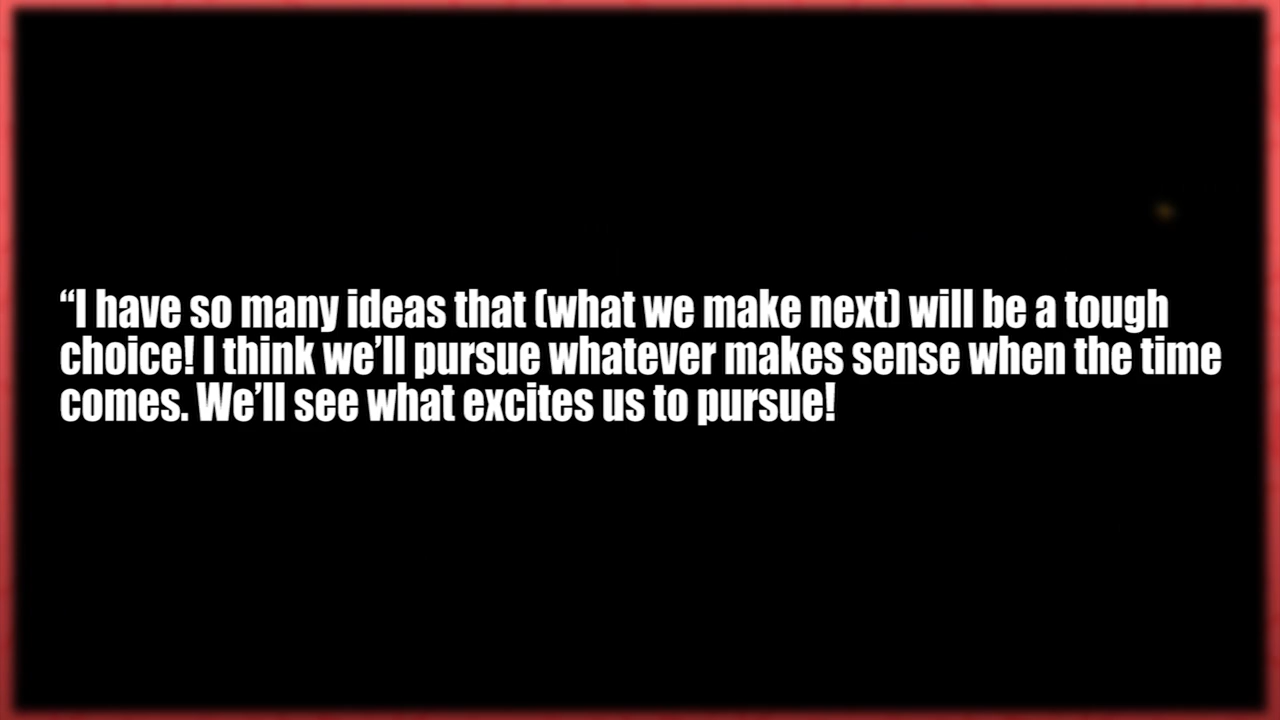 “I have so many ideas that (what we make next) will be a tough
choice! I think we’ll pursue whatever makes sense when the time
comes. We’ll see what excites us to pursue!